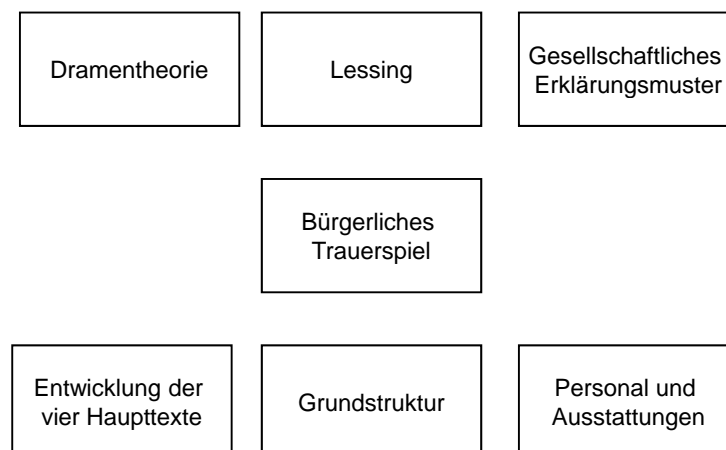 Dramentheorie
Lessing
Gesellschaftliches
Erklärungsmuster
Bürgerliches
Trauerspiel
Entwicklung der
vier Haupttexte
Grundstruktur
Personal und
Ausstattungen